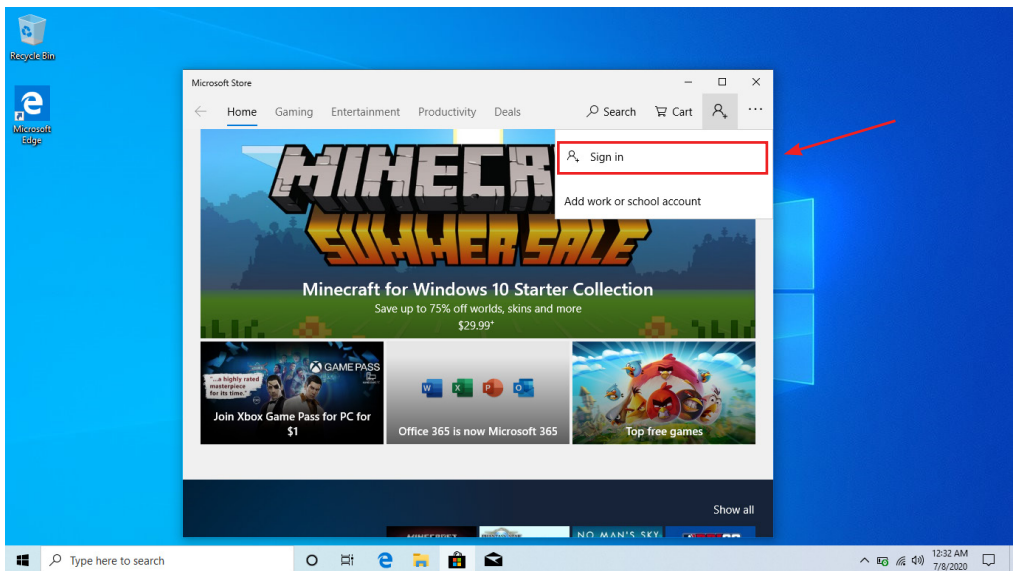 Recycle Bin
Microsoft
Edge
Microsoft Store
Home Gaming Entertainment Productivity Deals Search Cart
Sign in
Add work or school account
MINECR
SUMMER SALE
Minecraft for Windows 10 Starter Collection
Save up to 75% off worlds, skins and more
$29.99+
GAME PASS
"...a highly rated
masterpiece
for its time."
Join Xbox Game Pass for PC for
$1
W X P O
Office 365 is now Microsoft 365
Top free games
Show all
MINECRAFT
NO MAN'S SKY
Type here to search
12:32 AM
7/8/2020